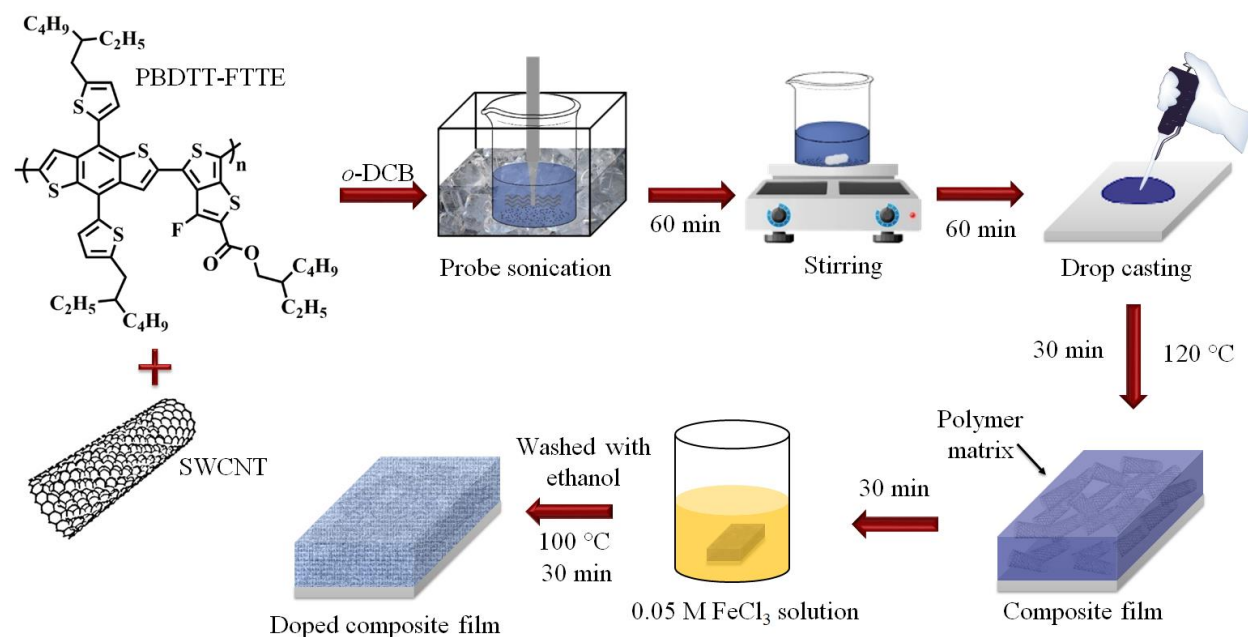 C₄H₉
C₂H₅
PBDTT-FTTE
S
S
S
S
n
S
S
F
S
O
O
C₄H₉
C₂H₅
C₂H₅
C₄H₉
SWCNT
o-DCB
Probe sonication
60 min
Stirring
60 min
Drop casting
30 min
120 °C
Polymer
matrix
Composite film
30 min
0.05 M FeCl₃ solution
Washed with
ethanol
100 °C
30 min
Doped composite film